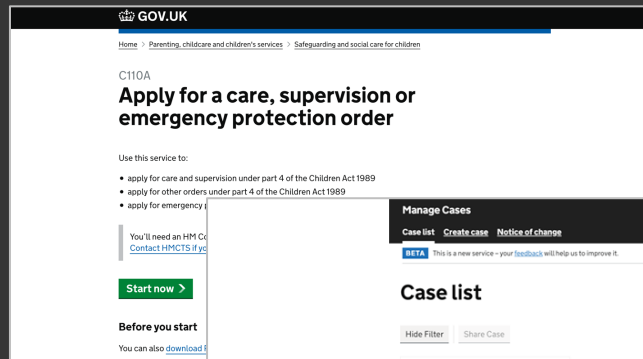 GOV.UK
Home > Parenting, childcare and children's services > Safeguarding and social care for children
C110A
Apply for a care, supervision or
emergency protection order
Use this service to:
• apply for care and supervision under part 4 of the Children Act 1989
• apply for other orders under part 4 of the Children Act 1989
• apply for emergency
You'll need an HM
Contact HMCTS if
Start now >
Before you start
You can also download
Manage Cases
Case list Create case Notice of change
BETA This is a new service – your feedback will help us to improve it.
Case list
Hide Filter Share Case